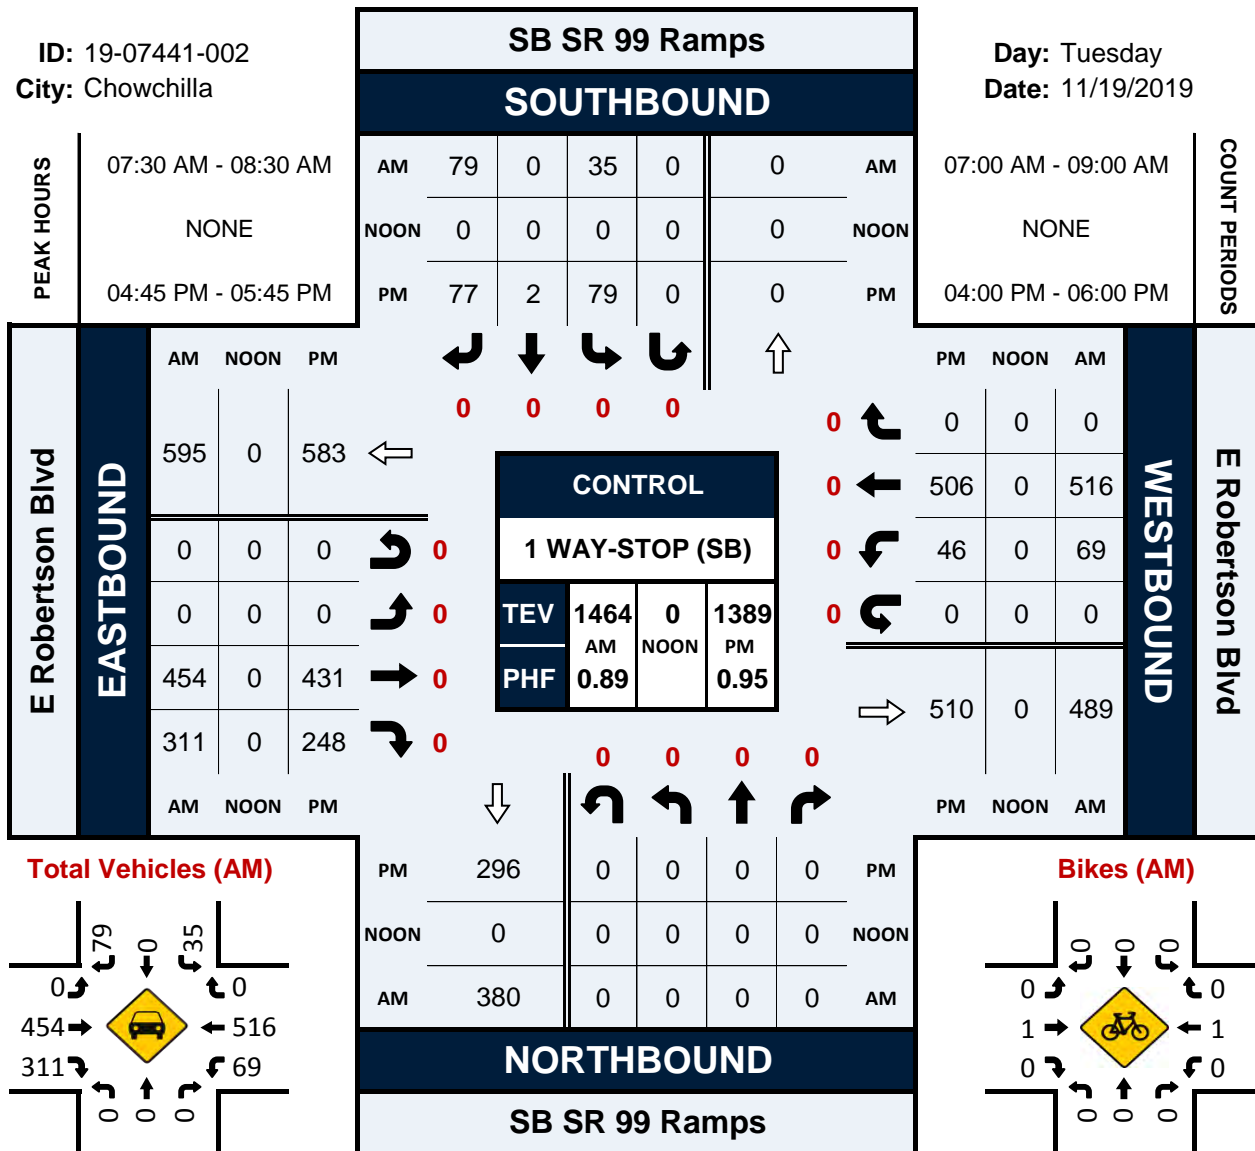 SB SR 99 Ramps
ID: 19-07441-002
City: Chowchilla
Day: Tuesday
Date: 11/19/2019
SOUTHBOUND
PEAK HOURS
07:30 AM - 08:30 AM
NONE
04:45 PM - 05:45 PM
AM 79 0 35 0 0 AM
NOON 0 0 0 0 0 NOON
PM 77 2 79 0 0 PM
07:00 AM - 09:00 AM
NONE
04:00 PM - 06:00 PM
COUNT PERIODS
0 0 0 0
E Robertson Blvd
EASTBOUND
AM NOON PM
595 0 583
0 0 0 0
0 0 0 0
454 0 431 0
311 0 248 0
AM NOON PM
CONTROL
1 WAY-STOP (SB)
TEV 1464 0 1389
AM NOON PM
PHF 0.89 0.95
PM NOON AM
0 0 0 0
0 506 0 516
0 46 0 69
0 0 0 0
510 0 489
PM NOON AM
WESTBOUND
E Robertson Blvd
0 0 0 0
PM 296 0 0 0 0 PM
NOON 0 0 0 0 0 NOON
AM 380 0 0 0 0 AM
NORTHBOUND
SB SR 99 Ramps
Total Vehicles (AM)
79 0 35
0 0
454 516
311 69
0 0 0
Bikes (AM)
0 0 0
0 0
1 1
0 0
0 0 0